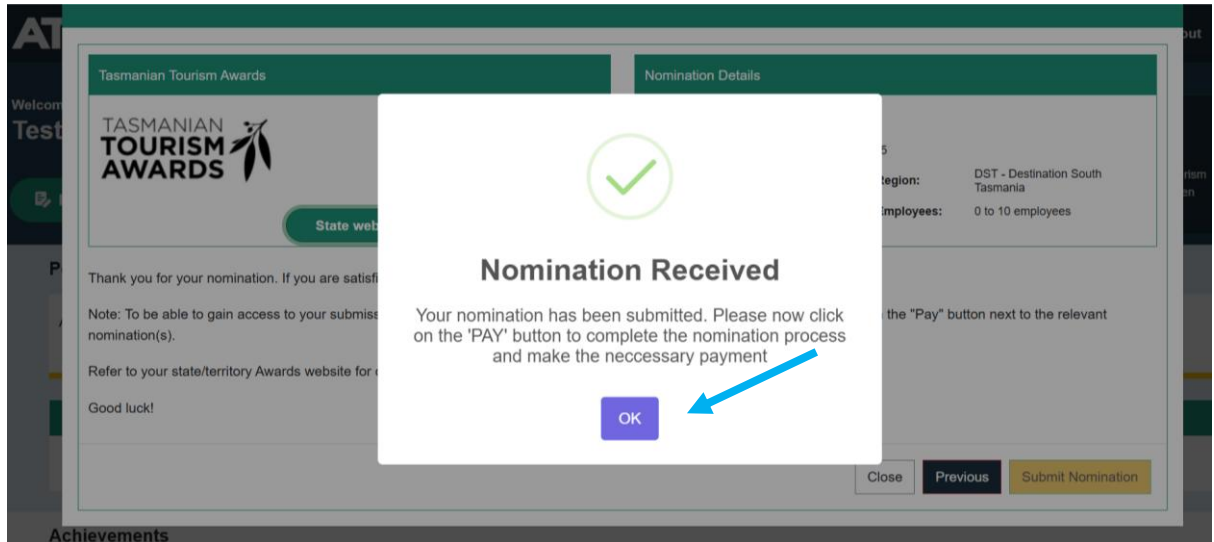 AT
out
Welcom
Test
Tasmanian Tourism Awards
Nomination Details
TASMANIAN
TOURISM
AWARDS
State web
5
Region:
DST - Destination South
Tasmania
Employees:
0 to 10 employees
rism
en
P
Thank you for your nomination. If you are satisfi
Note: To be able to gain access to your submiss
the "Pay" button next to the relevant
nomination(s).
Refer to your state/territory Awards website for
Good luck!
Nomination Received
Your nomination has been submitted. Please now click
on the 'PAY' button to complete the nomination process
and make the neccessary payment
OK
Close
Previous
Submit Nomination
Achievements